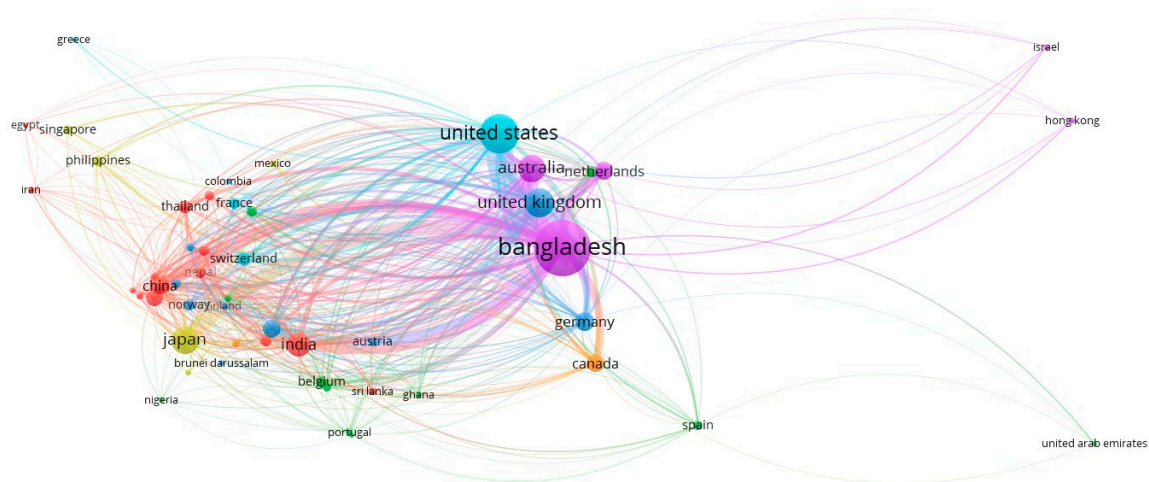 greece
israel
hong kong
egypt
singapore
united states
philippines
mexico
australia
netherlands
iran
colombia
thailand
france
united kingdom
bangladesh
switzerland
nepal
china
norway
finland
germany
japan
india
austria
brunei darussalam
canada
belgium
sri lanka
ghana
nigeria
portugal
spain
united arab emirates